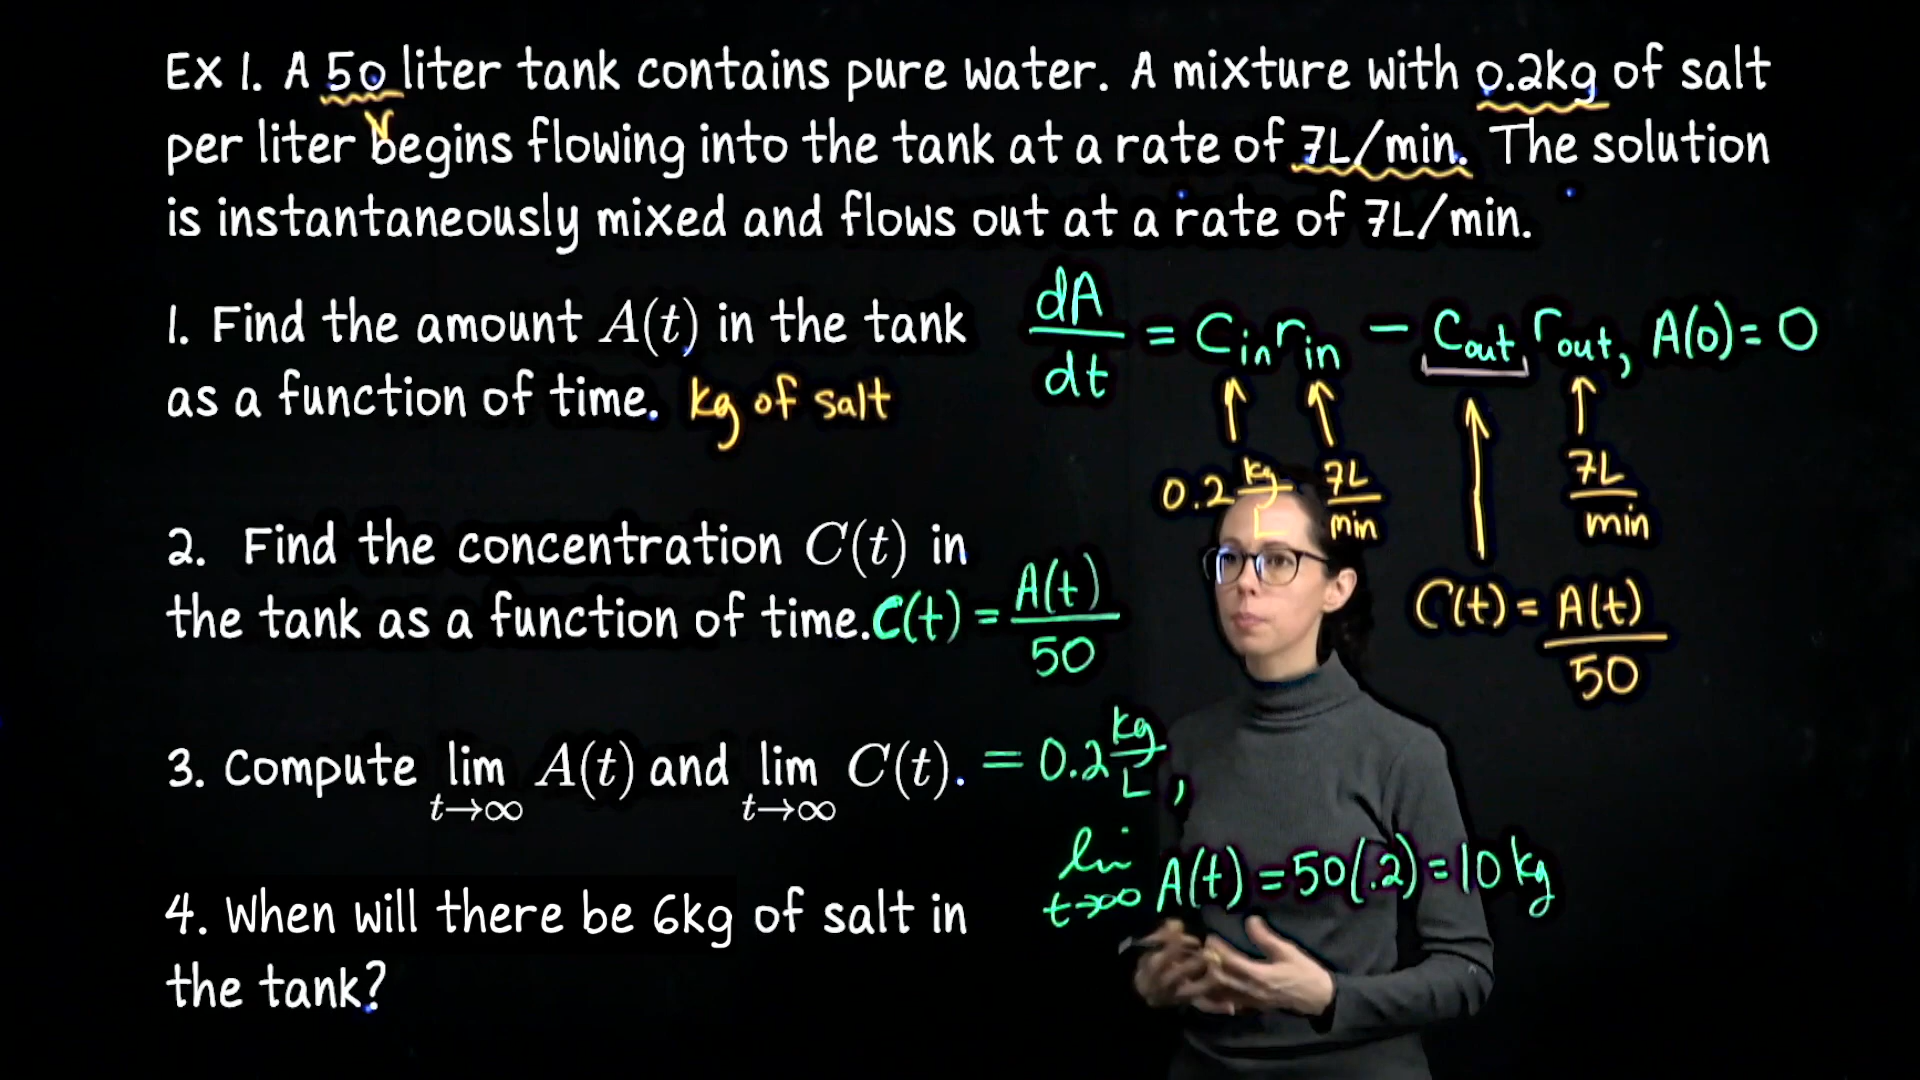 Ex 1. A 50 liter tank contains pure water. A mixture with 0.2kg of salt
per liter begins flowing into the tank at a rate of 7L/min. The solution
is instantaneously mixed and flows out at a rate of 7L/min.
1. Find the amount A(t) in the tank
as a function of time. kg of salt
dA/dt = C_in r_in − C_out r_out, A(0) = 0
0.2 kg/L 7L/min 7L/min
C(t) = A(t)/50
2. Find the concentration C(t) in
the tank as a function of time. C(t) = A(t)/50
3. Compute lim t→∞ A(t) and lim t→∞ C(t). = 0.2 kg/L,
lim t→∞ A(t) = 50(.2) = 10 kg
4. When will there be 6kg of salt in
the tank?